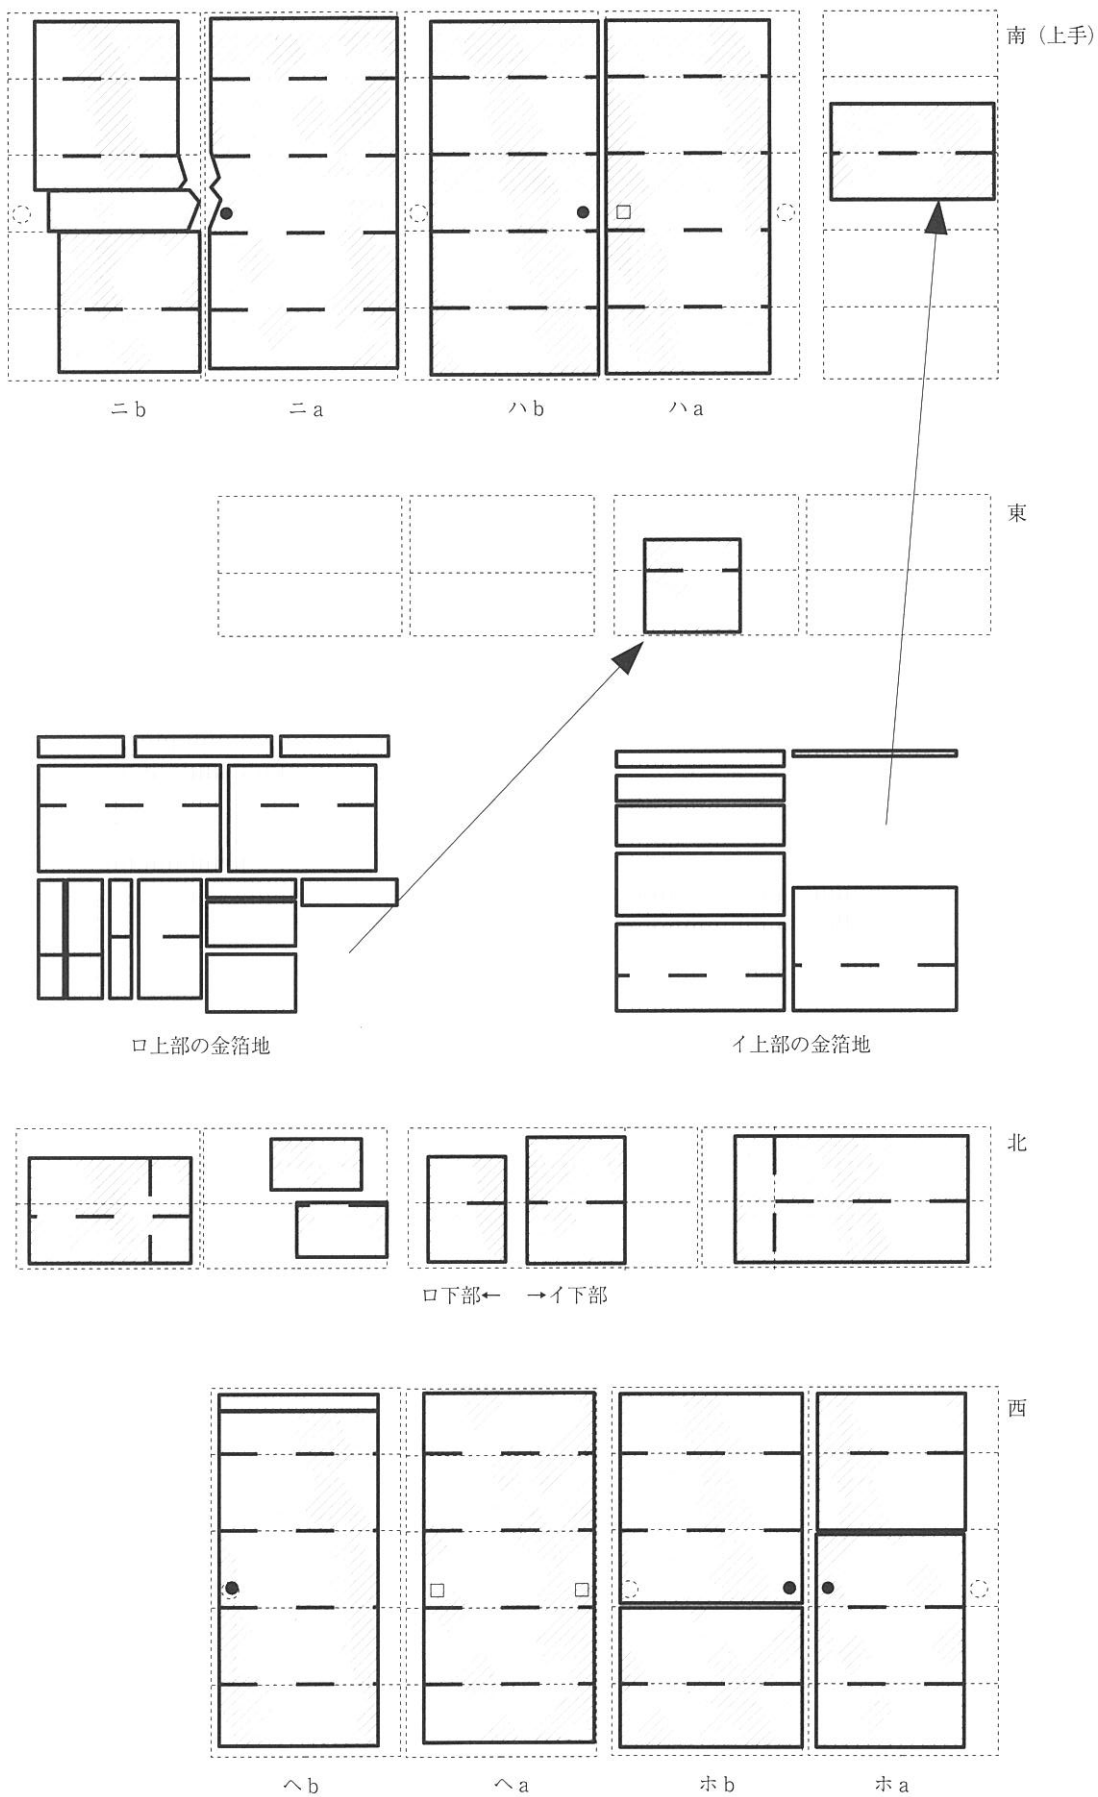 南（上手）
ニb ニa ハb ハa
東
ロ上部の金箔地 イ上部の金箔地
北
ロ下部← →イ下部
西
ヘb ヘa ホb ホa